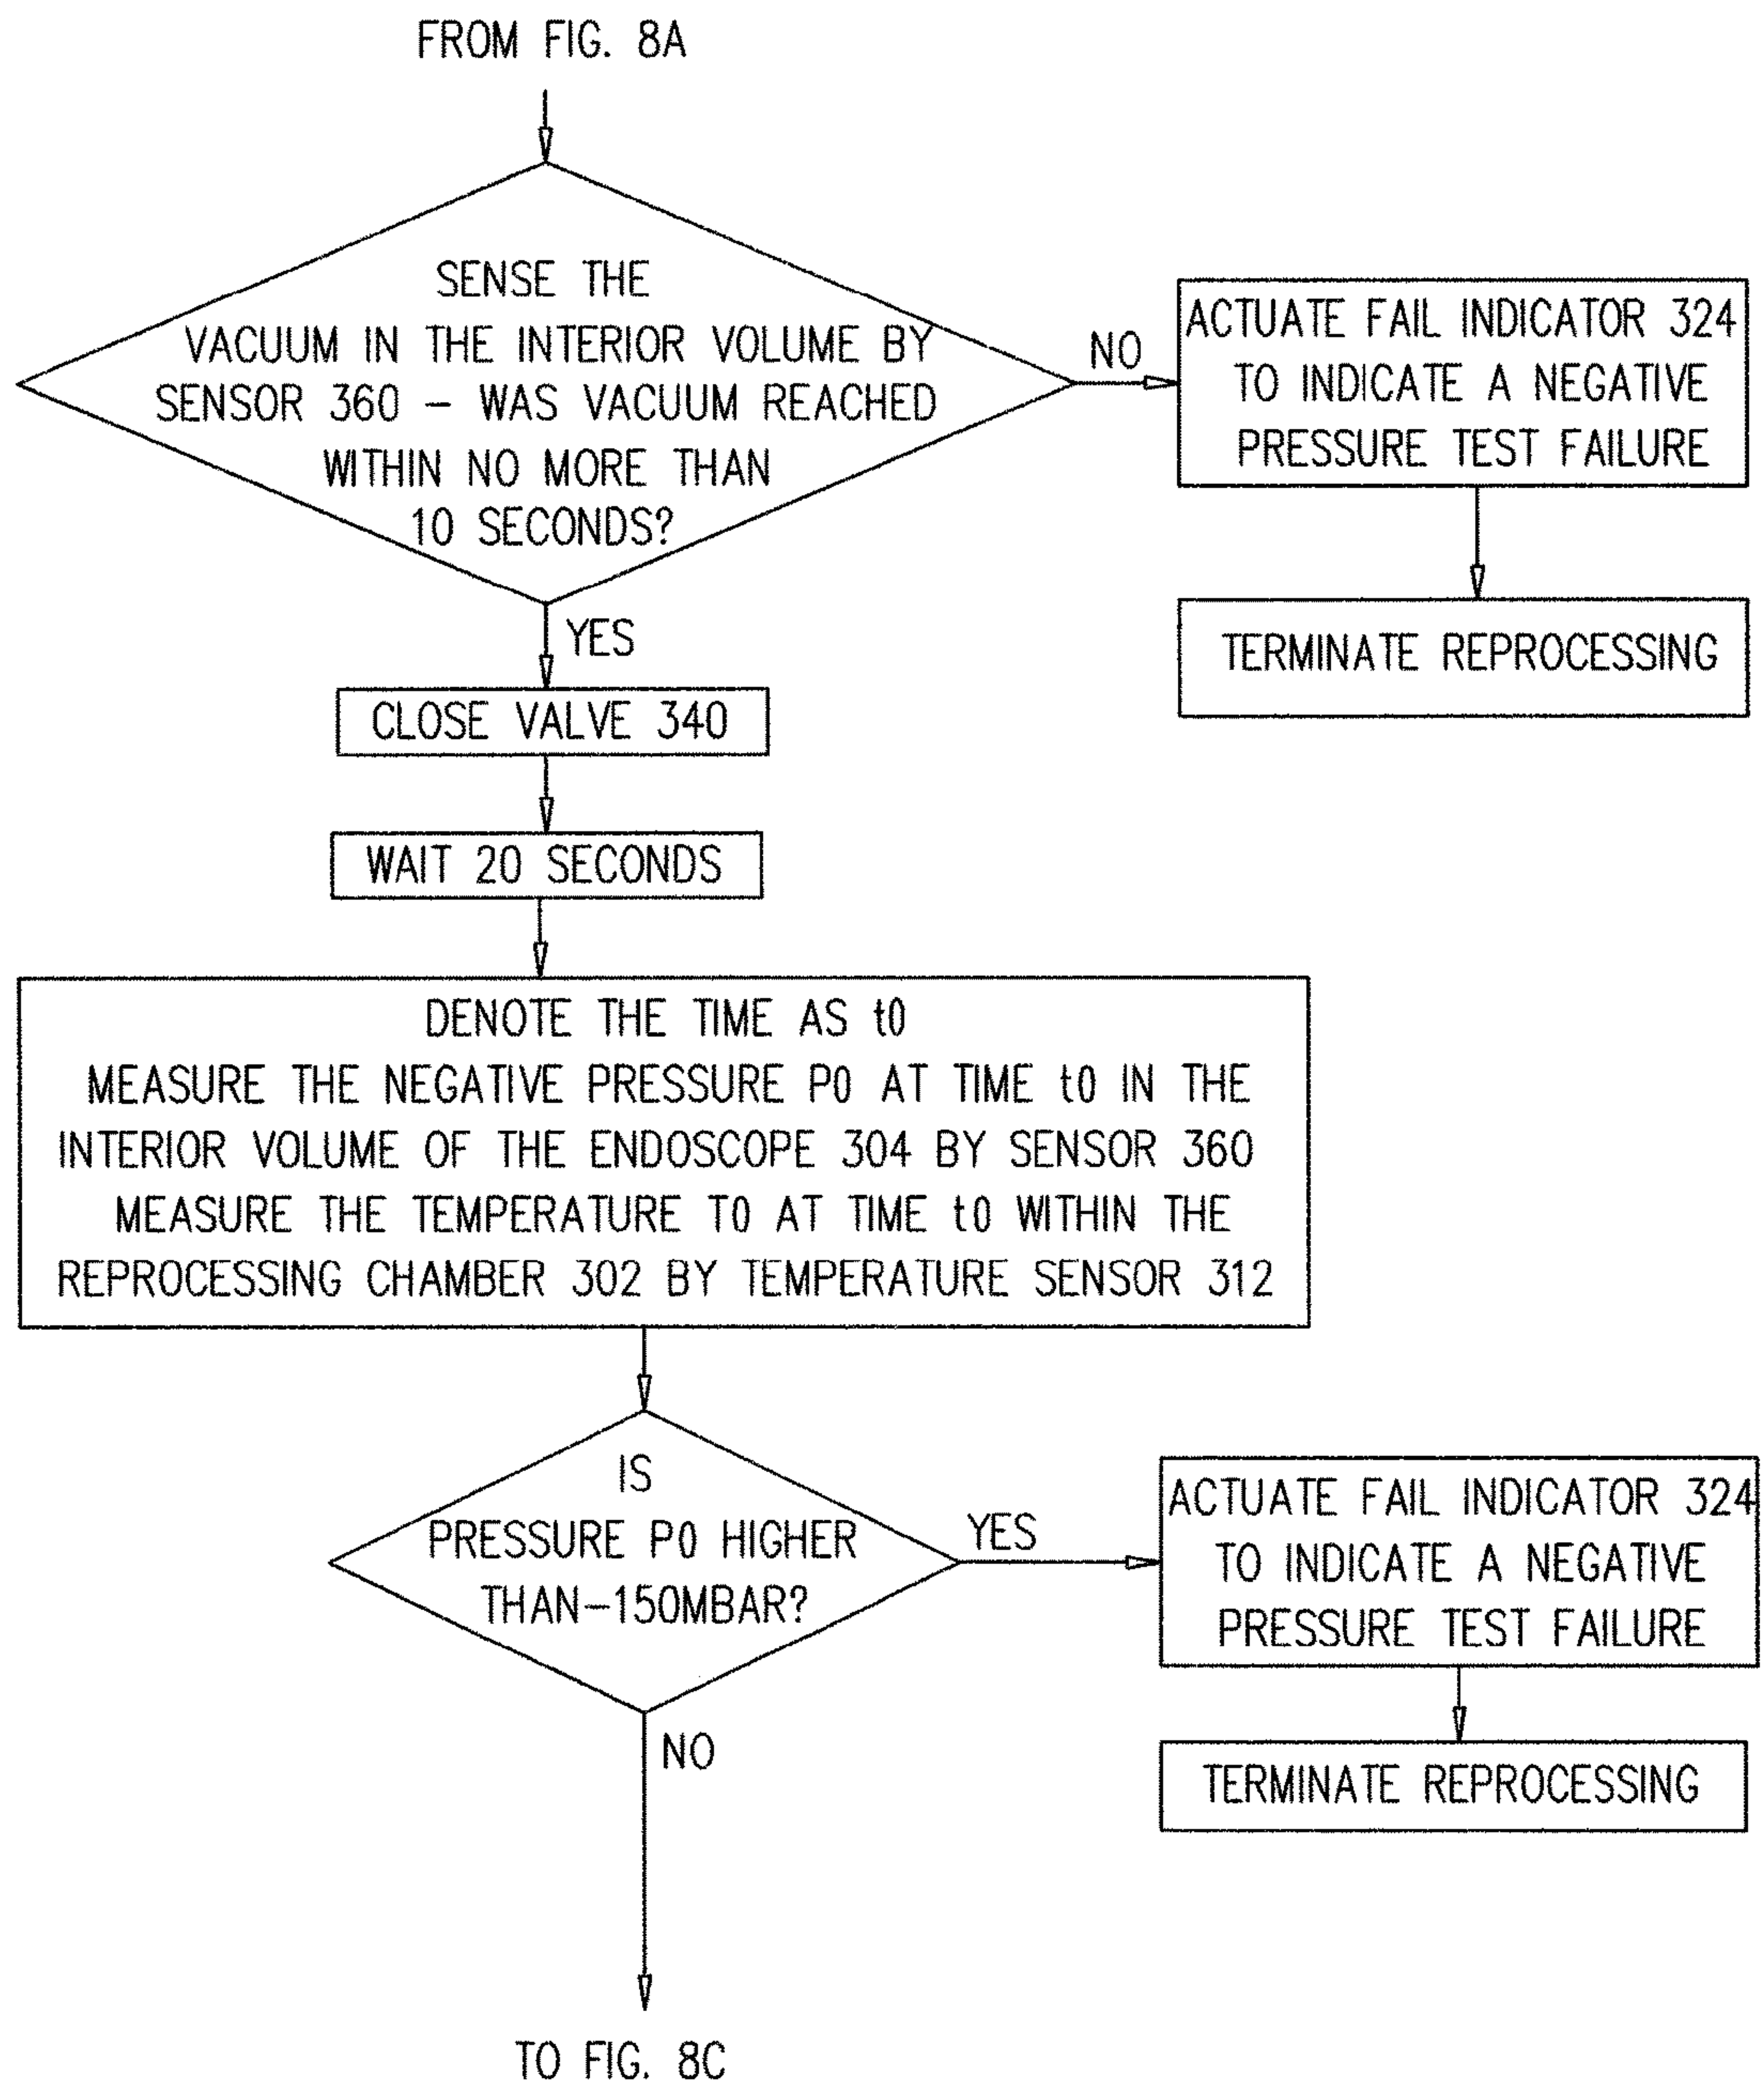 FROM FIG. 8A
SENSE THE
VACUUM IN THE INTERIOR VOLUME BY
SENSOR 360 – WAS VACUUM REACHED
WITHIN NO MORE THAN
10 SECONDS?
NO
ACTUATE FAIL INDICATOR 324
TO INDICATE A NEGATIVE
PRESSURE TEST FAILURE
TERMINATE REPROCESSING
YES
CLOSE VALVE 340
WAIT 20 SECONDS
DENOTE THE TIME AS t0
MEASURE THE NEGATIVE PRESSURE P0 AT TIME t0 IN THE
INTERIOR VOLUME OF THE ENDOSCOPE 304 BY SENSOR 360
MEASURE THE TEMPERATURE T0 AT TIME t0 WITHIN THE
REPROCESSING CHAMBER 302 BY TEMPERATURE SENSOR 312
IS
PRESSURE P0 HIGHER
THAN–150MBAR?
YES
ACTUATE FAIL INDICATOR 324
TO INDICATE A NEGATIVE
PRESSURE TEST FAILURE
TERMINATE REPROCESSING
NO
TO FIG. 8C